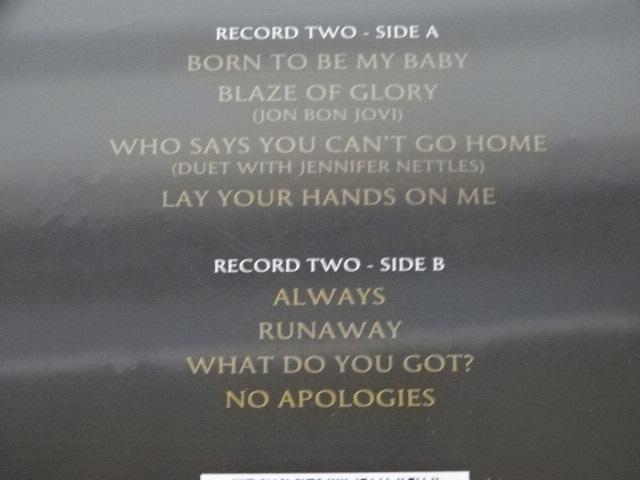 RECORD TWO - SIDE A
BORN TO BE MY BABY
BLAZE OF GLORY
(JON BON JOVI)
WHO SAYS YOU CAN'T GO HOME
(DUET WITH JENNIFER NETTLES)
LAY YOUR HANDS ON ME
RECORD TWO - SIDE B
ALWAYS
RUNAWAY
WHAT DO YOU GOT?
NO APOLOGIES